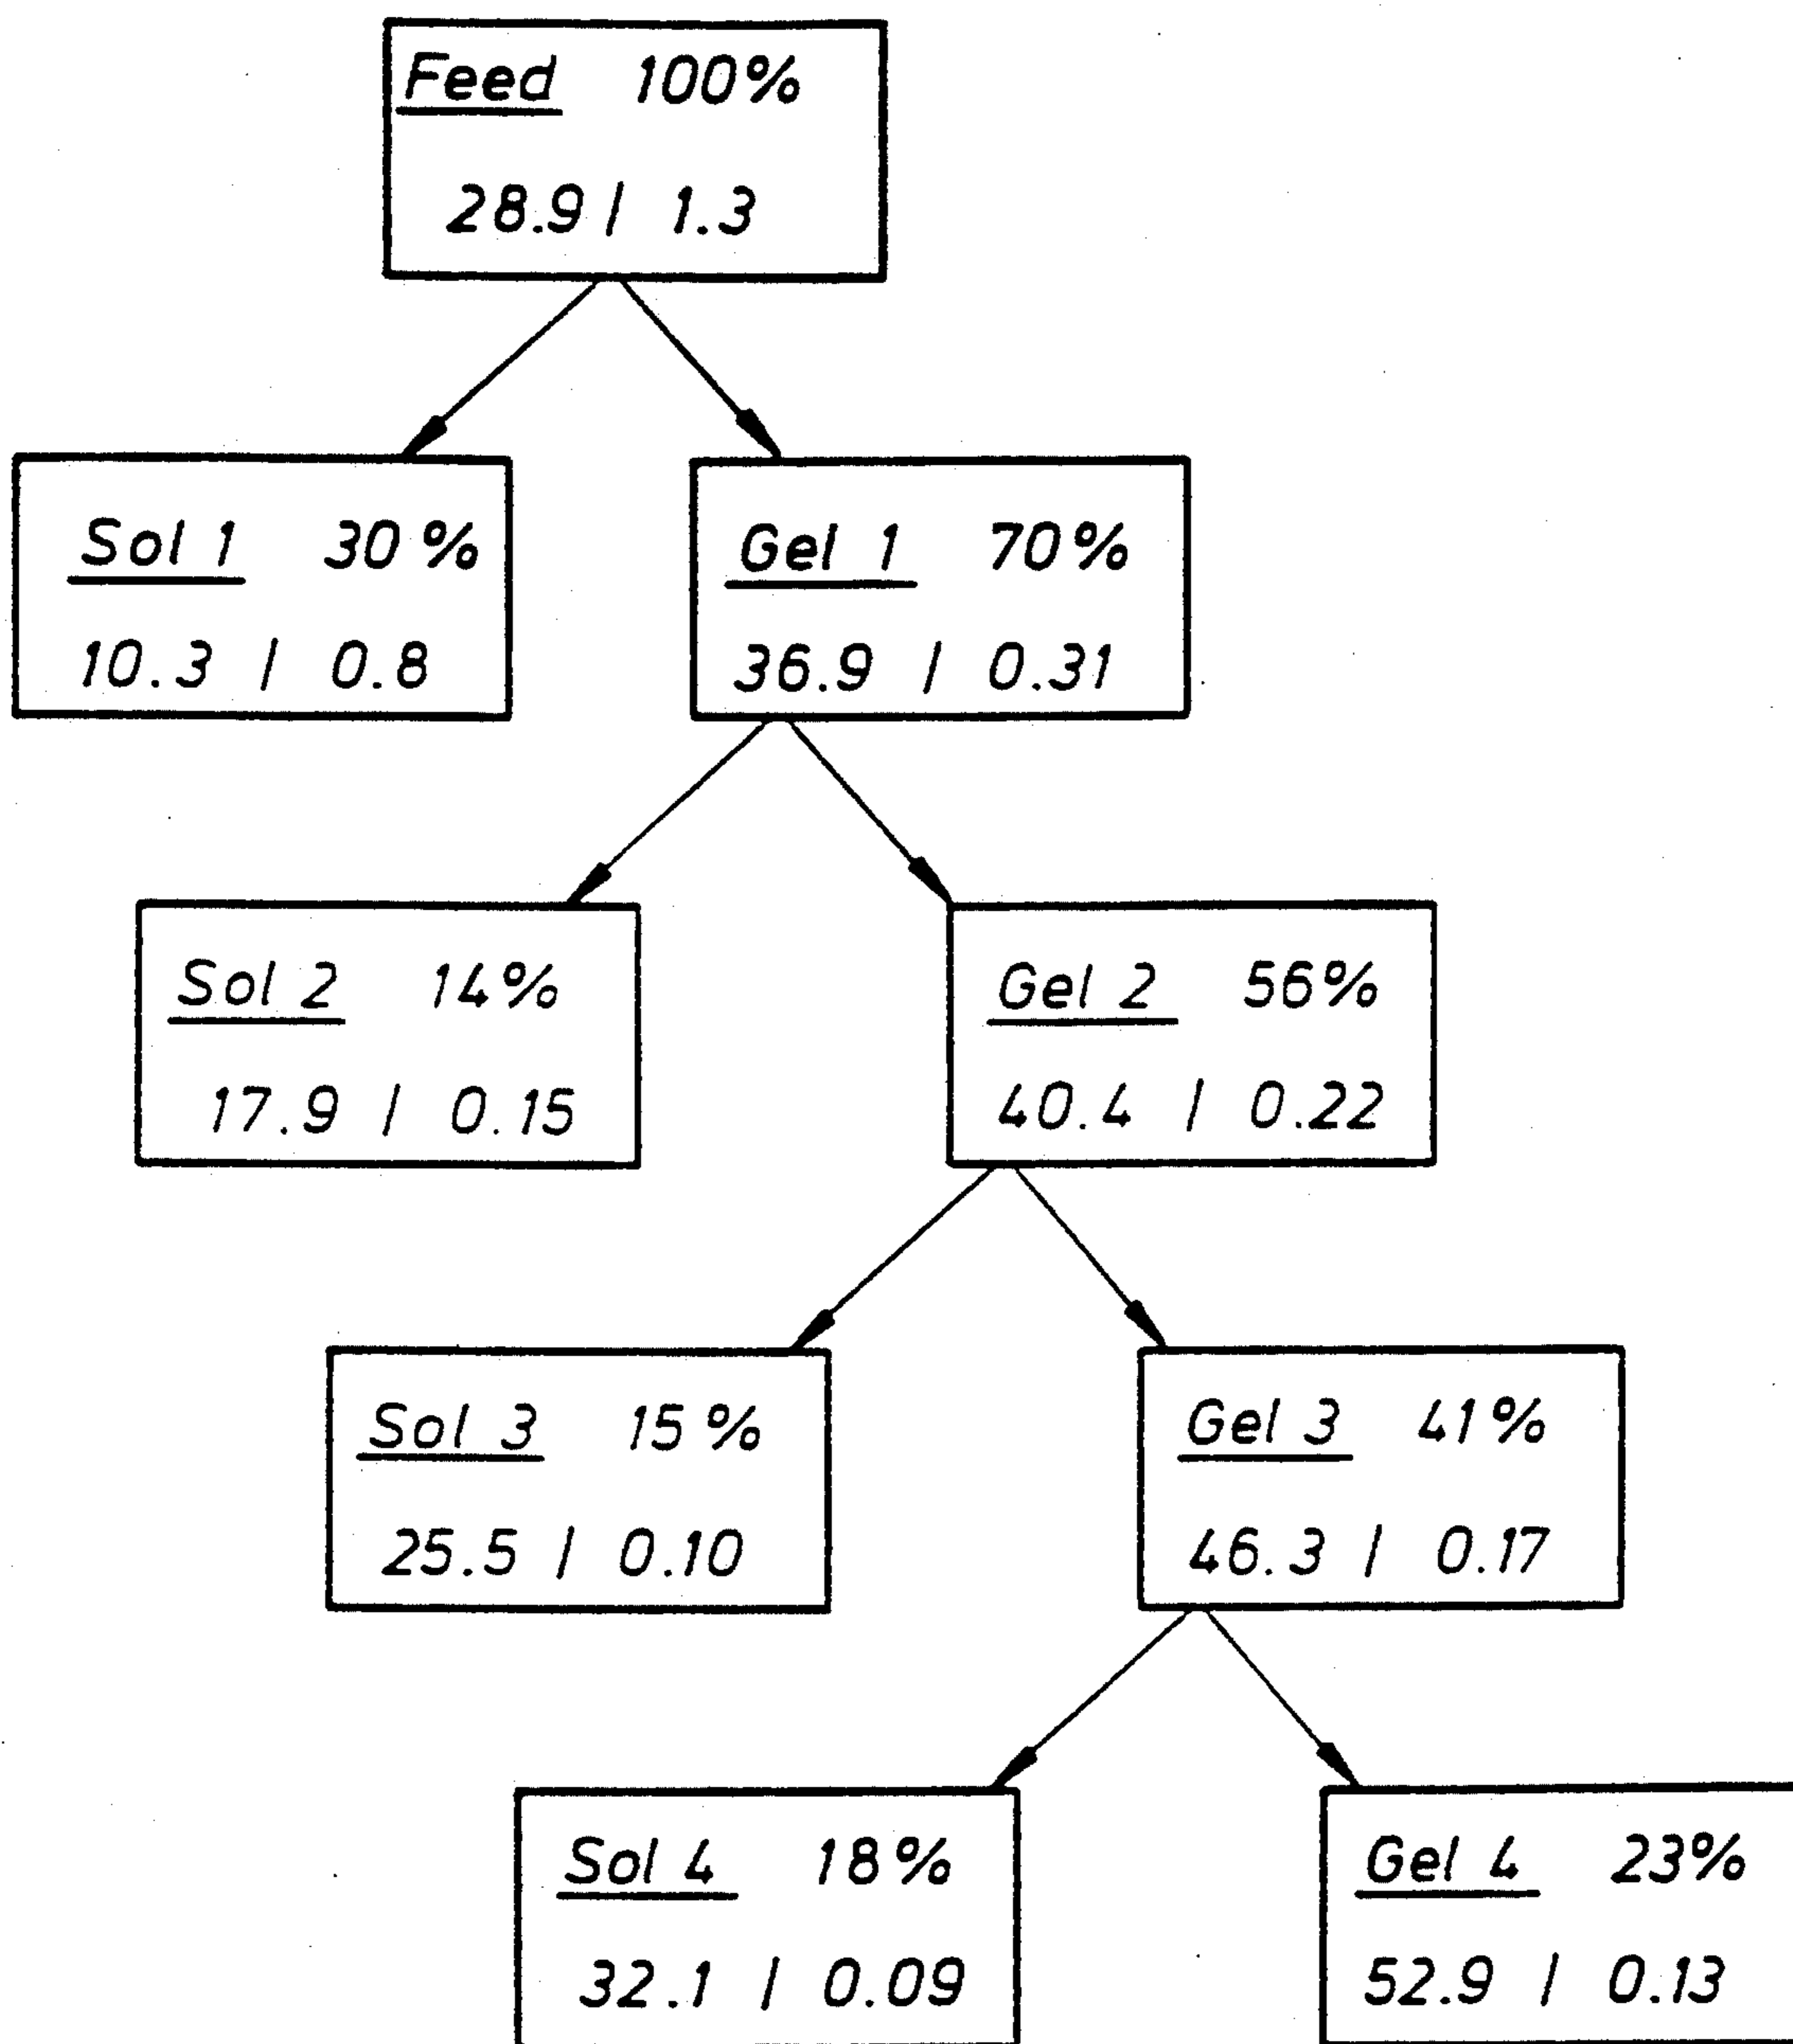 Feed 100%
28.9 / 1.3
Sol 1 30%
10.3 / 0.8
Gel 1 70%
36.9 / 0.31
Sol 2 14%
17.9 / 0.15
Gel 2 56%
40.4 / 0.22
Sol 3 15%
25.5 / 0.10
Gel 3 41%
46.3 / 0.17
Sol 4 18%
32.1 / 0.09
Gel 4 23%
52.9 / 0.13